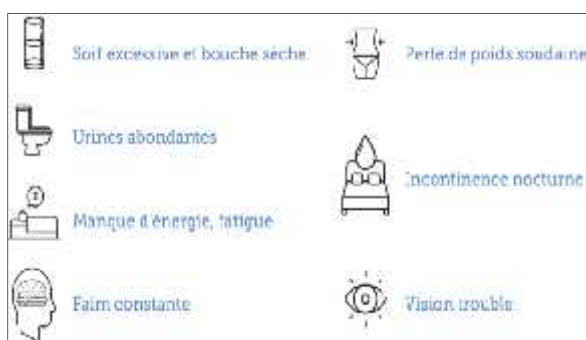 Soif excessive et bouche sèche
Perte de poids soudaine
Urines abondantes
Incontinence nocturne
Manque d'énergie, fatigue
Faim constante
Vision trouble